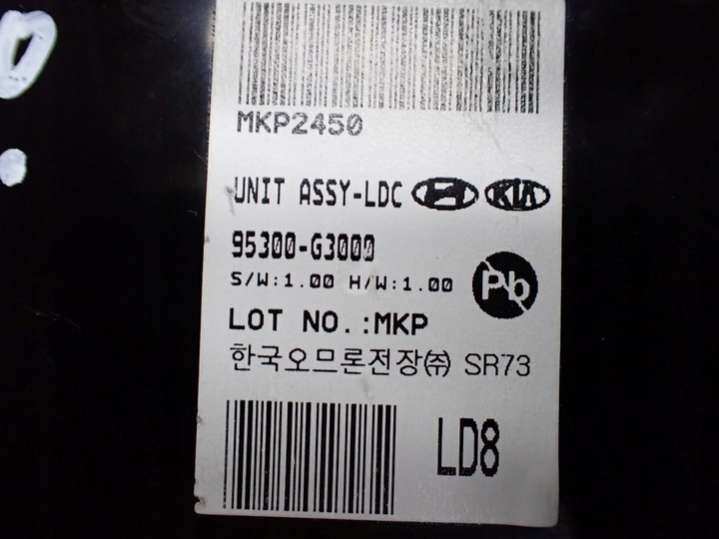 MKP2450
UNIT ASSY-LDC KIA
95300-G3000
S/W:1.00 H/W:1.00 Pb
LOT NO.:MKP
한국오므론전장㈜ SR73
LD8